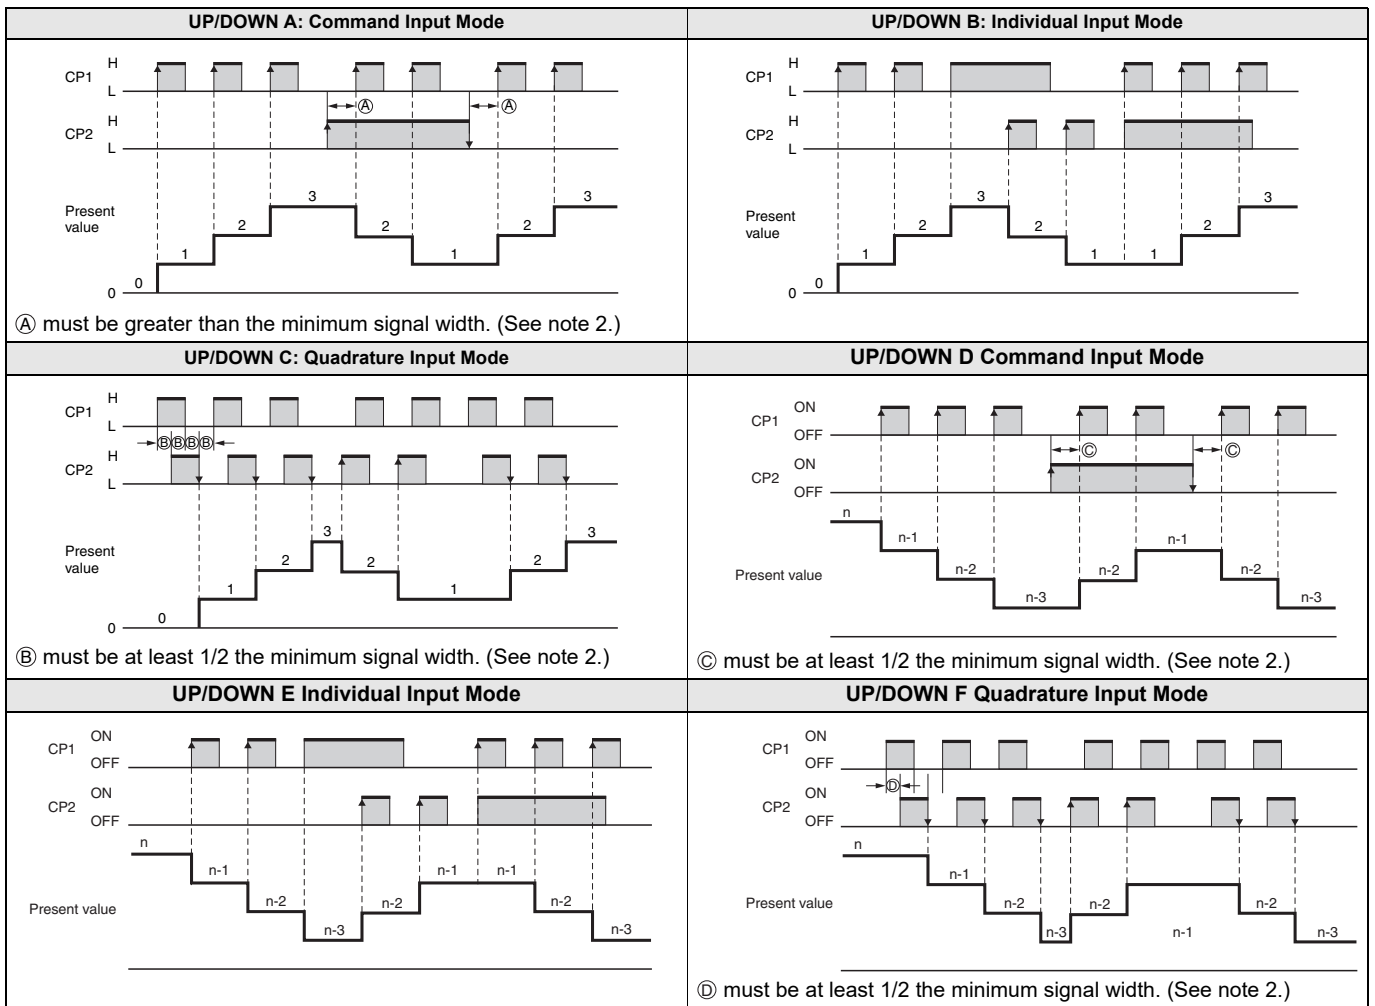 UP/DOWN A: Command Input Mode
CP1 H
L
Ⓐ Ⓐ
CP2 H
L
Present value
3 3
2 2 2
1 1
0 0
Ⓐ must be greater than the minimum signal width. (See note 2.)
UP/DOWN B: Individual Input Mode
CP1 H
L
CP2 H
L
Present value
3 3
2 2 2
1 1 1
0 0
UP/DOWN C: Quadrature Input Mode
CP1 H
L
Ⓑ Ⓑ Ⓑ Ⓑ
CP2 H
L
Present value
3 3
2 2 2
1 1
0 0
Ⓑ must be at least 1/2 the minimum signal width. (See note 2.)
UP/DOWN D Command Input Mode
CP1 ON
OFF
Ⓒ Ⓒ
CP2 ON
OFF
n
n-1 n-1
Present value n-2 n-2 n-2
n-3 n-3
Ⓒ must be at least 1/2 the minimum signal width. (See note 2.)
UP/DOWN E Individual Input Mode
CP1 ON
OFF
CP2 ON
OFF
n
n-1 n-1 n-1
Present value n-2 n-2 n-2
n-3 n-3
UP/DOWN F Quadrature Input Mode
CP1 ON
OFF
Ⓓ
CP2 ON
OFF
n
n-1
Present value n-2 n-2 n-2
n-3 n-1 n-3
Ⓓ must be at least 1/2 the minimum signal width. (See note 2.)